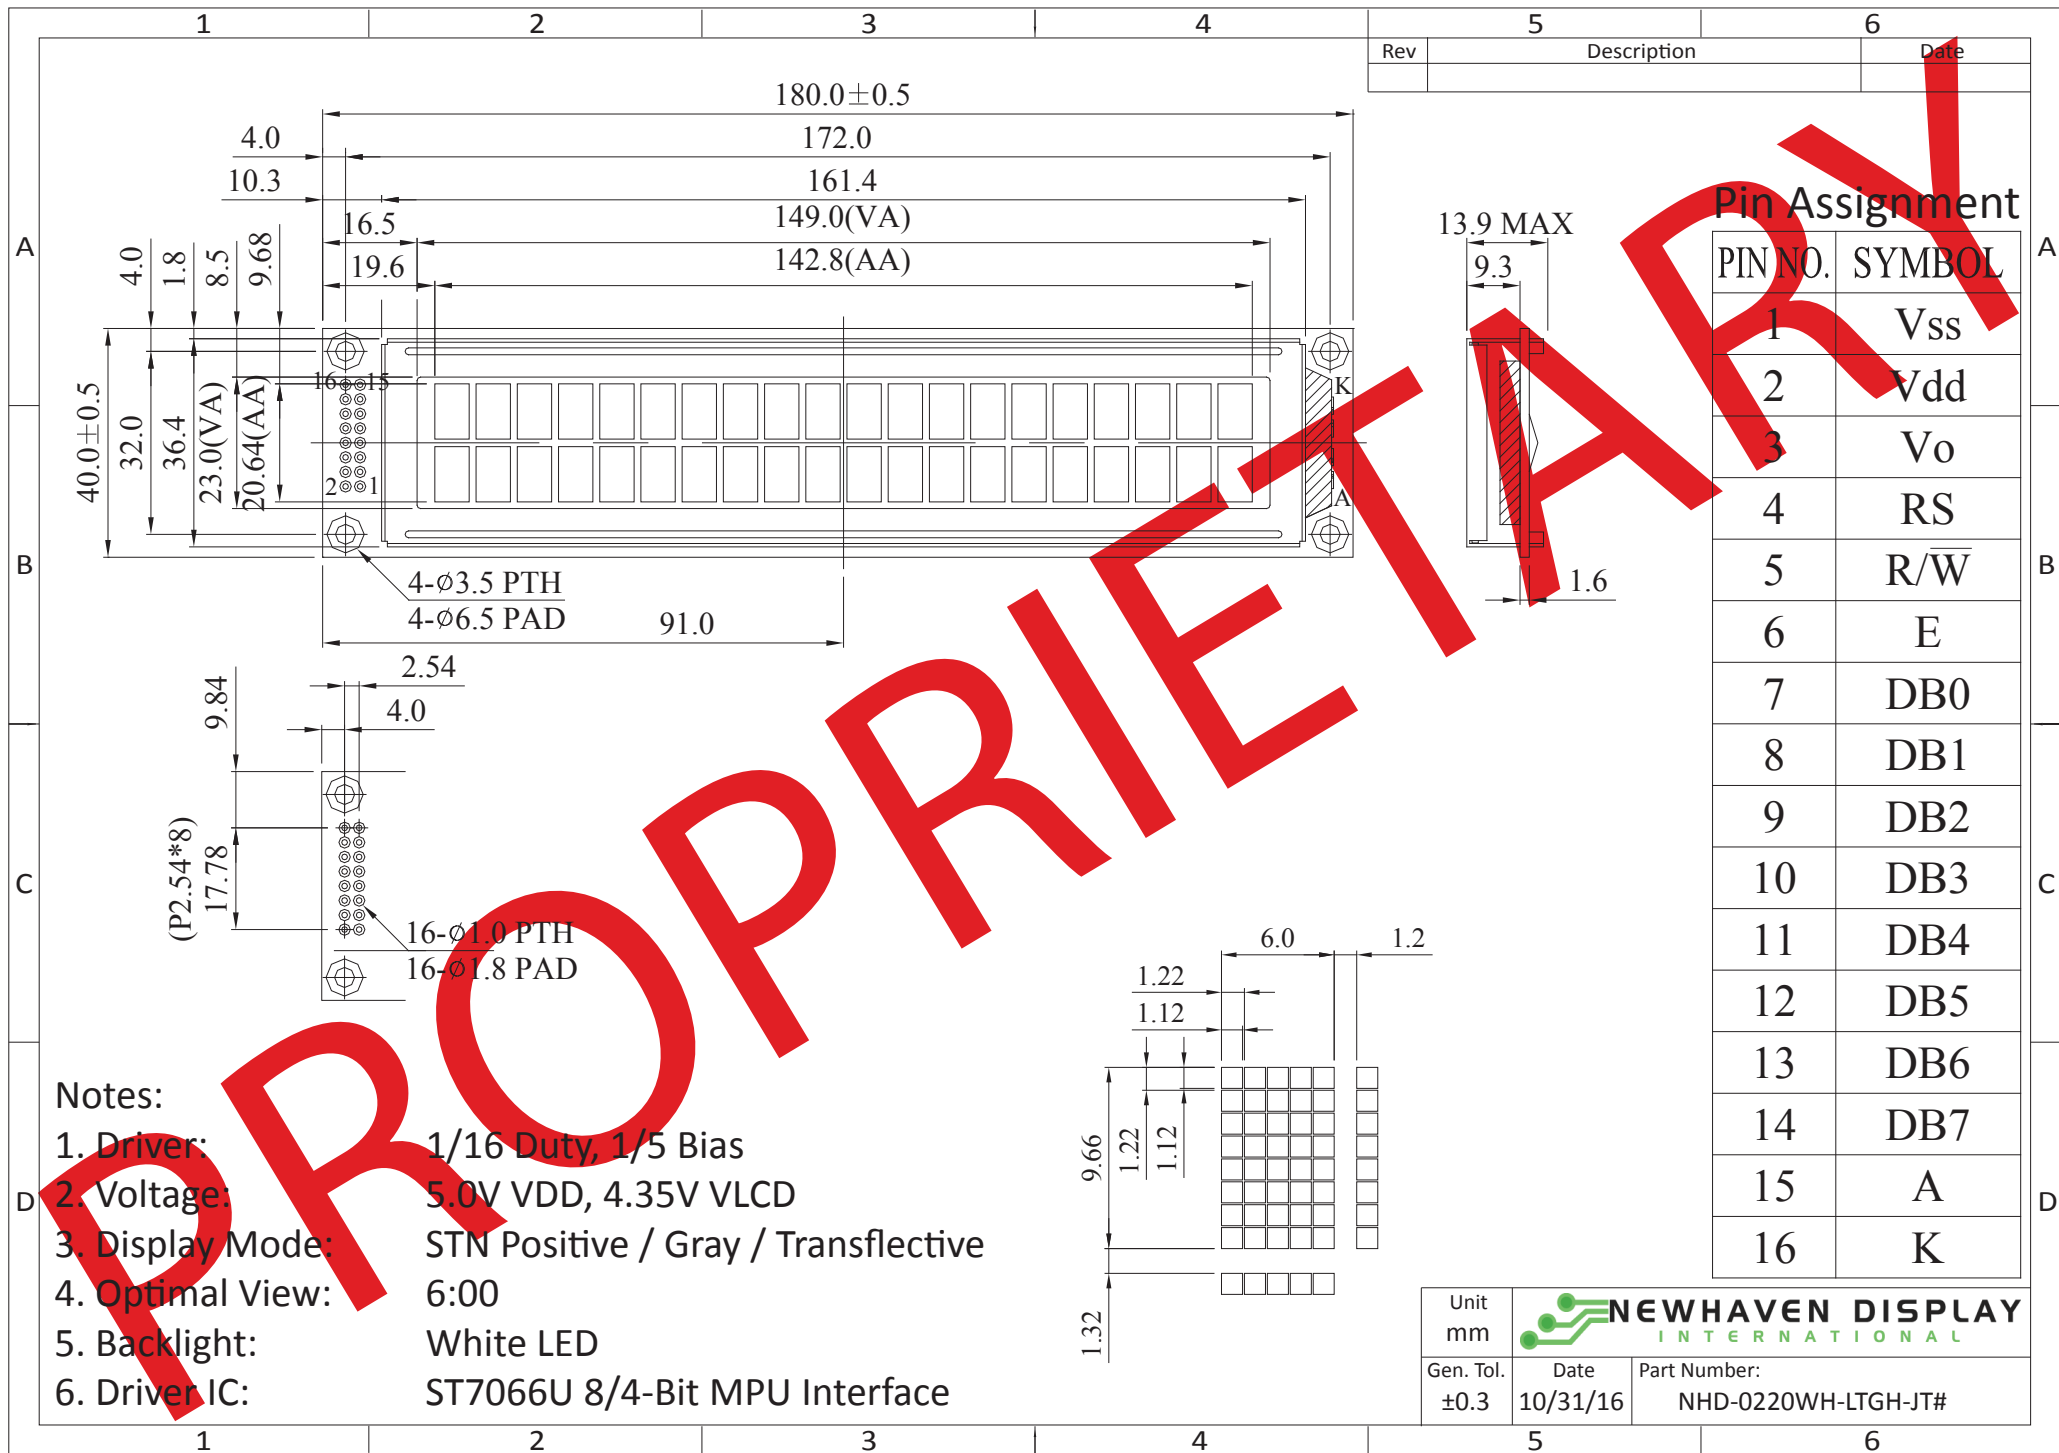 1 2 3 4 5 6
Rev Description Date
180.0±0.5
4.0 172.0
10.3 161.4
16.5 149.0(VA)
19.6 142.8(AA)
4.0 1.8 8.5 9.68
40.0±0.5 32.0 36.4 23.0(VA) 20.64(AA)
16 15
2 1
K
A
4-⌀3.5 PTH
4-⌀6.5 PAD
91.0
13.9 MAX
9.3
1.6
2.54
4.0
9.84
(P2.54*8)
17.78
16-⌀1.0 PTH
16-⌀1.8 PAD
6.0 1.2
1.22
1.12
9.66 1.22 1.12
1.32
Pin Assignment
PIN NO. SYMBOL
1 Vss
2 Vdd
3 Vo
4 RS
5 R/W̅
6 E
7 DB0
8 DB1
9 DB2
10 DB3
11 DB4
12 DB5
13 DB6
14 DB7
15 A
16 K
PROPRIETARY
Notes:
1. Driver: 1/16 Duty, 1/5 Bias
2. Voltage: 5.0V VDD, 4.35V VLCD
3. Display Mode: STN Positive / Gray / Transflective
4. Optimal View: 6:00
5. Backlight: White LED
6. Driver IC: ST7066U 8/4-Bit MPU Interface
Unit
mm
NEWHAVEN DISPLAY
INTERNATIONAL
Gen. Tol. Date Part Number:
±0.3 10/31/16 NHD-0220WH-LTGH-JT#
A A
B B
C C
D D
1 2 3 4 5 6